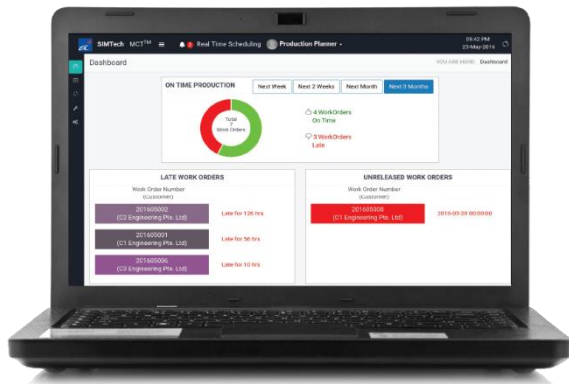 SIMTech MCT™
2 Real Time Scheduling Production Planner
05:42 PM
23-May-2016
Dashboard
YOU ARE HERE: Dashboard
ON TIME PRODUCTION
Next Week
Next 2 Weeks
Next Month
Next 3 Months
Total
7
Work Orders
4 WorkOrders
On Time
3 WorkOrders
Late
LATE WORK ORDERS
Work Order Number
(Customer)
201605002
(C2 Engineering Pte. Ltd)
Late for 126 hrs
201605001
(C1 Engineering Pte. Ltd)
Late for 56 hrs
201605006
(C3 Engineering Pte. Ltd)
Late for 10 hrs
UNRELEASED WORK ORDERS
Work Order Number
(Customer)
201605008
(C1 Engineering Pte. Ltd)
2016-05-28 00:00:00